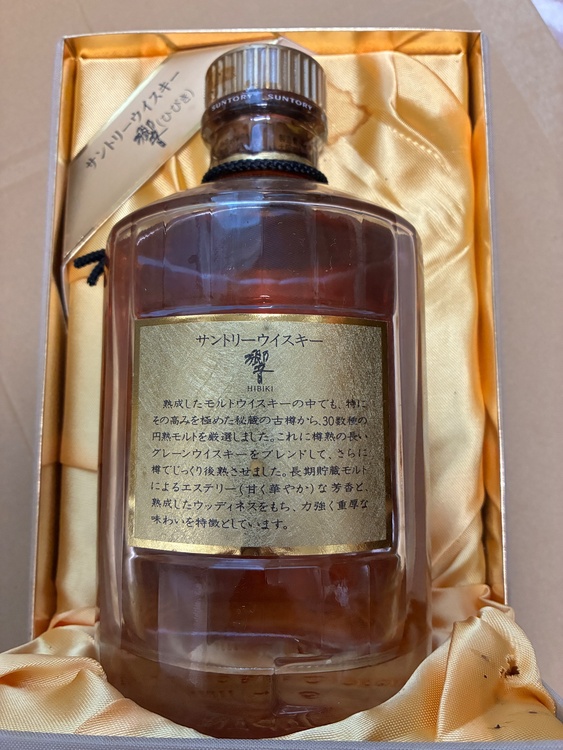 サントリーウイスキー
響(ひびき)
SUNTORY SUNTORY
サントリーウイスキー
響
HIBIKI
熟成したモルトウイスキーの中でも、特に
その高みを極めた秘蔵の古樽から、30数種の
円熟モルトを厳選しました。これに樽熟の長い
グレーンウイスキーをブレンドして、さらに
樽でじっくり後熟させました。長期貯蔵モルト
によるエステリー(甘く華やか)な芳香と、
熟成したウッディネスをもち、力強く重厚な
味わいを特徴としています。